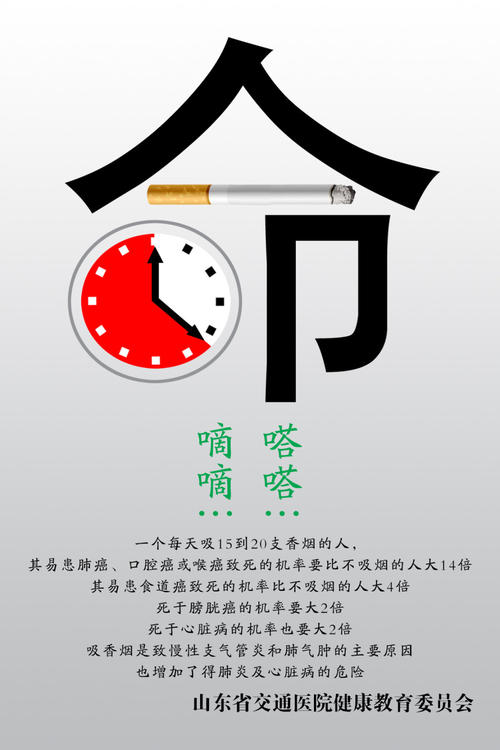 命
嘀 嗒
嘀 嗒
… …
一个每天吸15到20支香烟的人，
其易患肺癌、口腔癌或喉癌致死的机率要比不吸烟的人大14倍
其易患食道癌致死的机率比不吸烟的人大4倍
死于膀胱癌的机率要大2倍
死于心脏病的机率也要大2倍
吸香烟是致慢性支气管炎和肺气肿的主要原因
也增加了得肺炎及心脏病的危险
山东省交通医院健康教育委员会